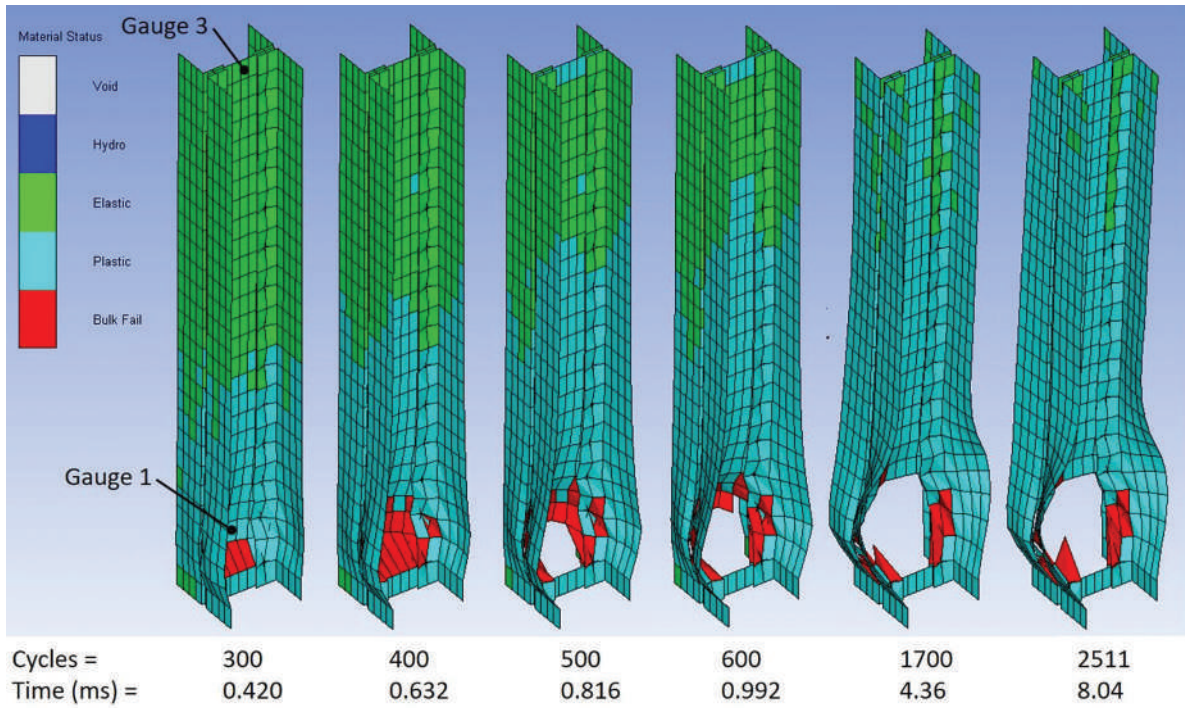 Gauge 3
Material Status
Void
Hydro
Elastic
Plastic
Bulk Fail
Gauge 1
Cycles = 300 400 500 600 1700 2511
Time (ms) = 0.420 0.632 0.816 0.992 4.36 8.04